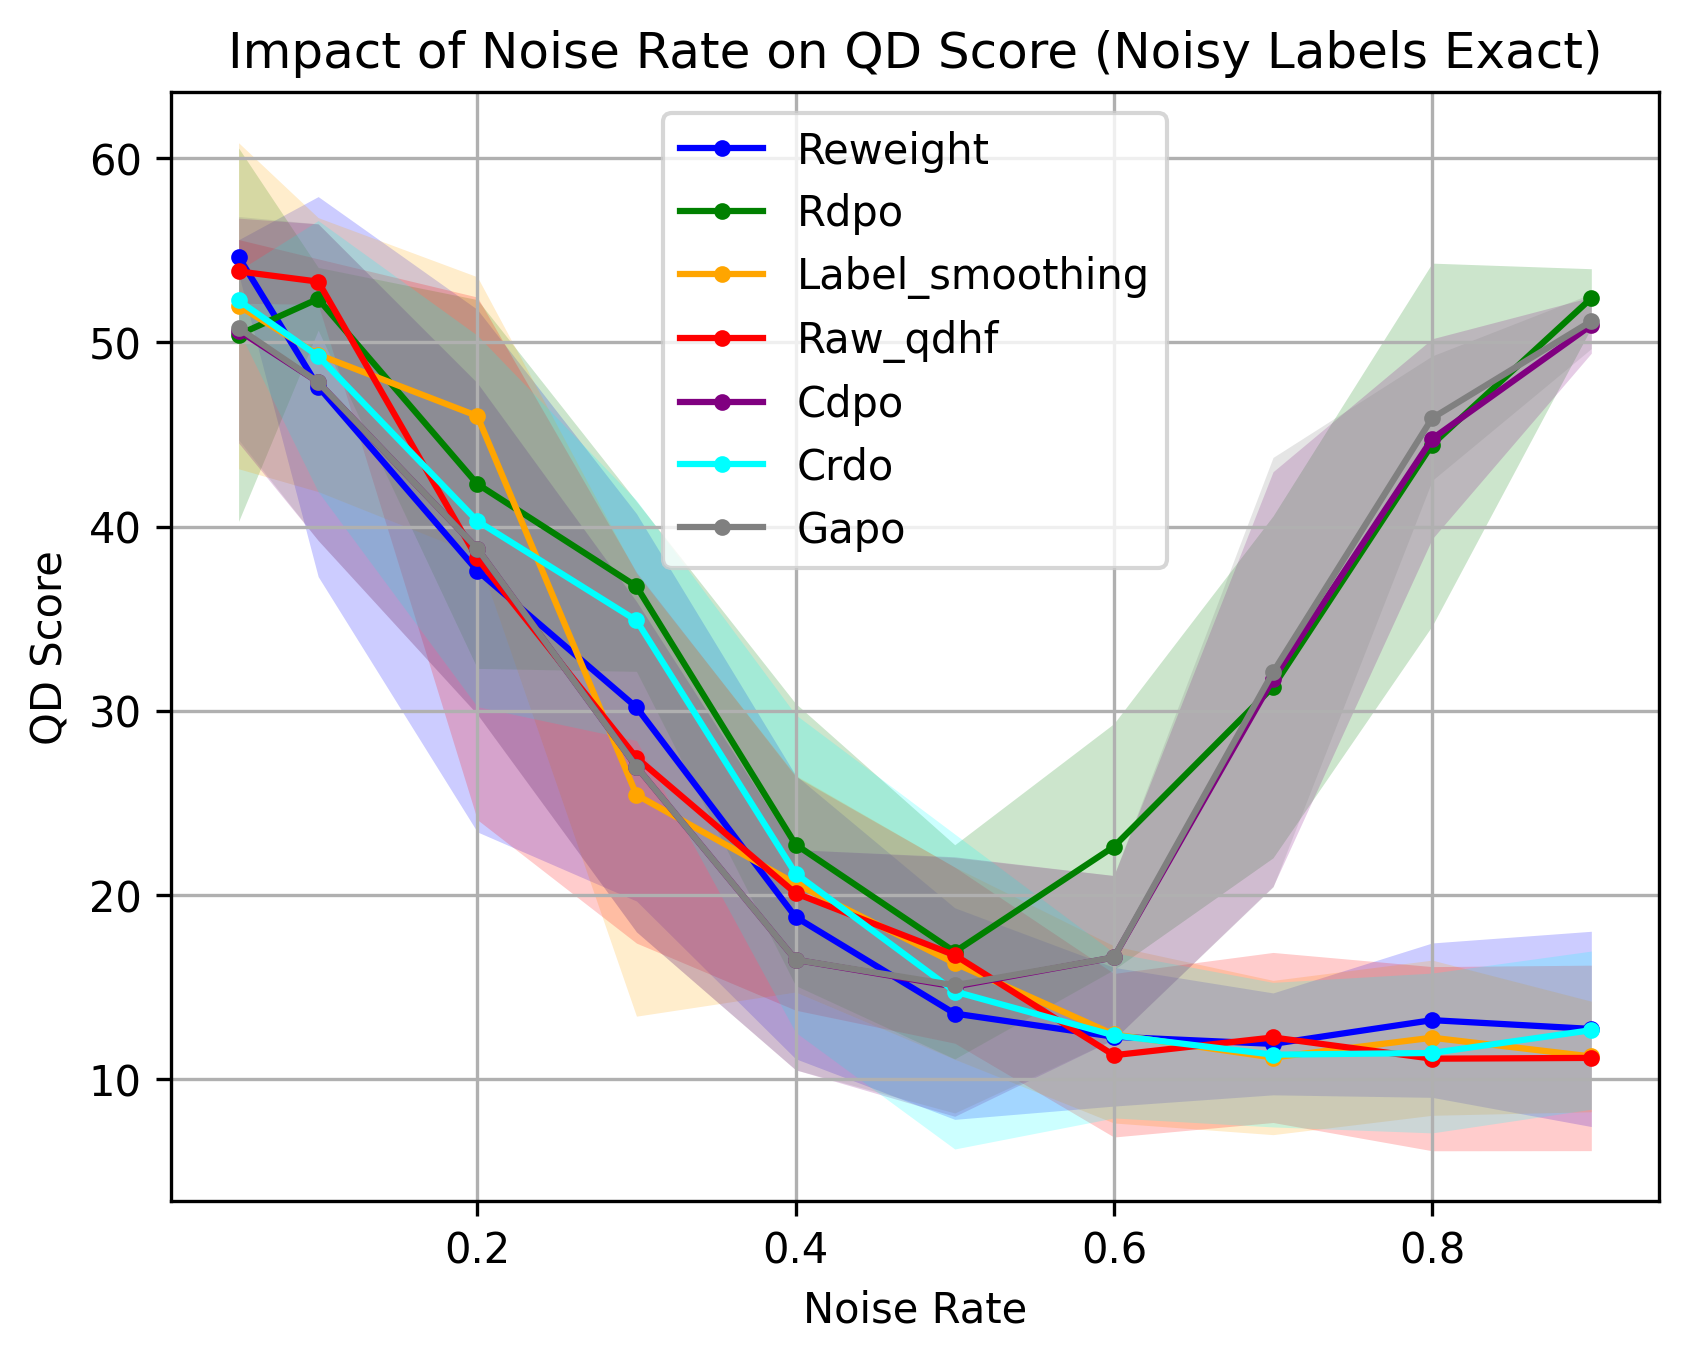 Impact of Noise Rate on QD Score (Noisy Labels Exact)
Reweight
Rdpo
Label_smoothing
Raw_qdhf
Cdpo
Crdo
Gapo
60
50
40
30
20
10
QD Score
0.2 0.4 0.6 0.8
Noise Rate